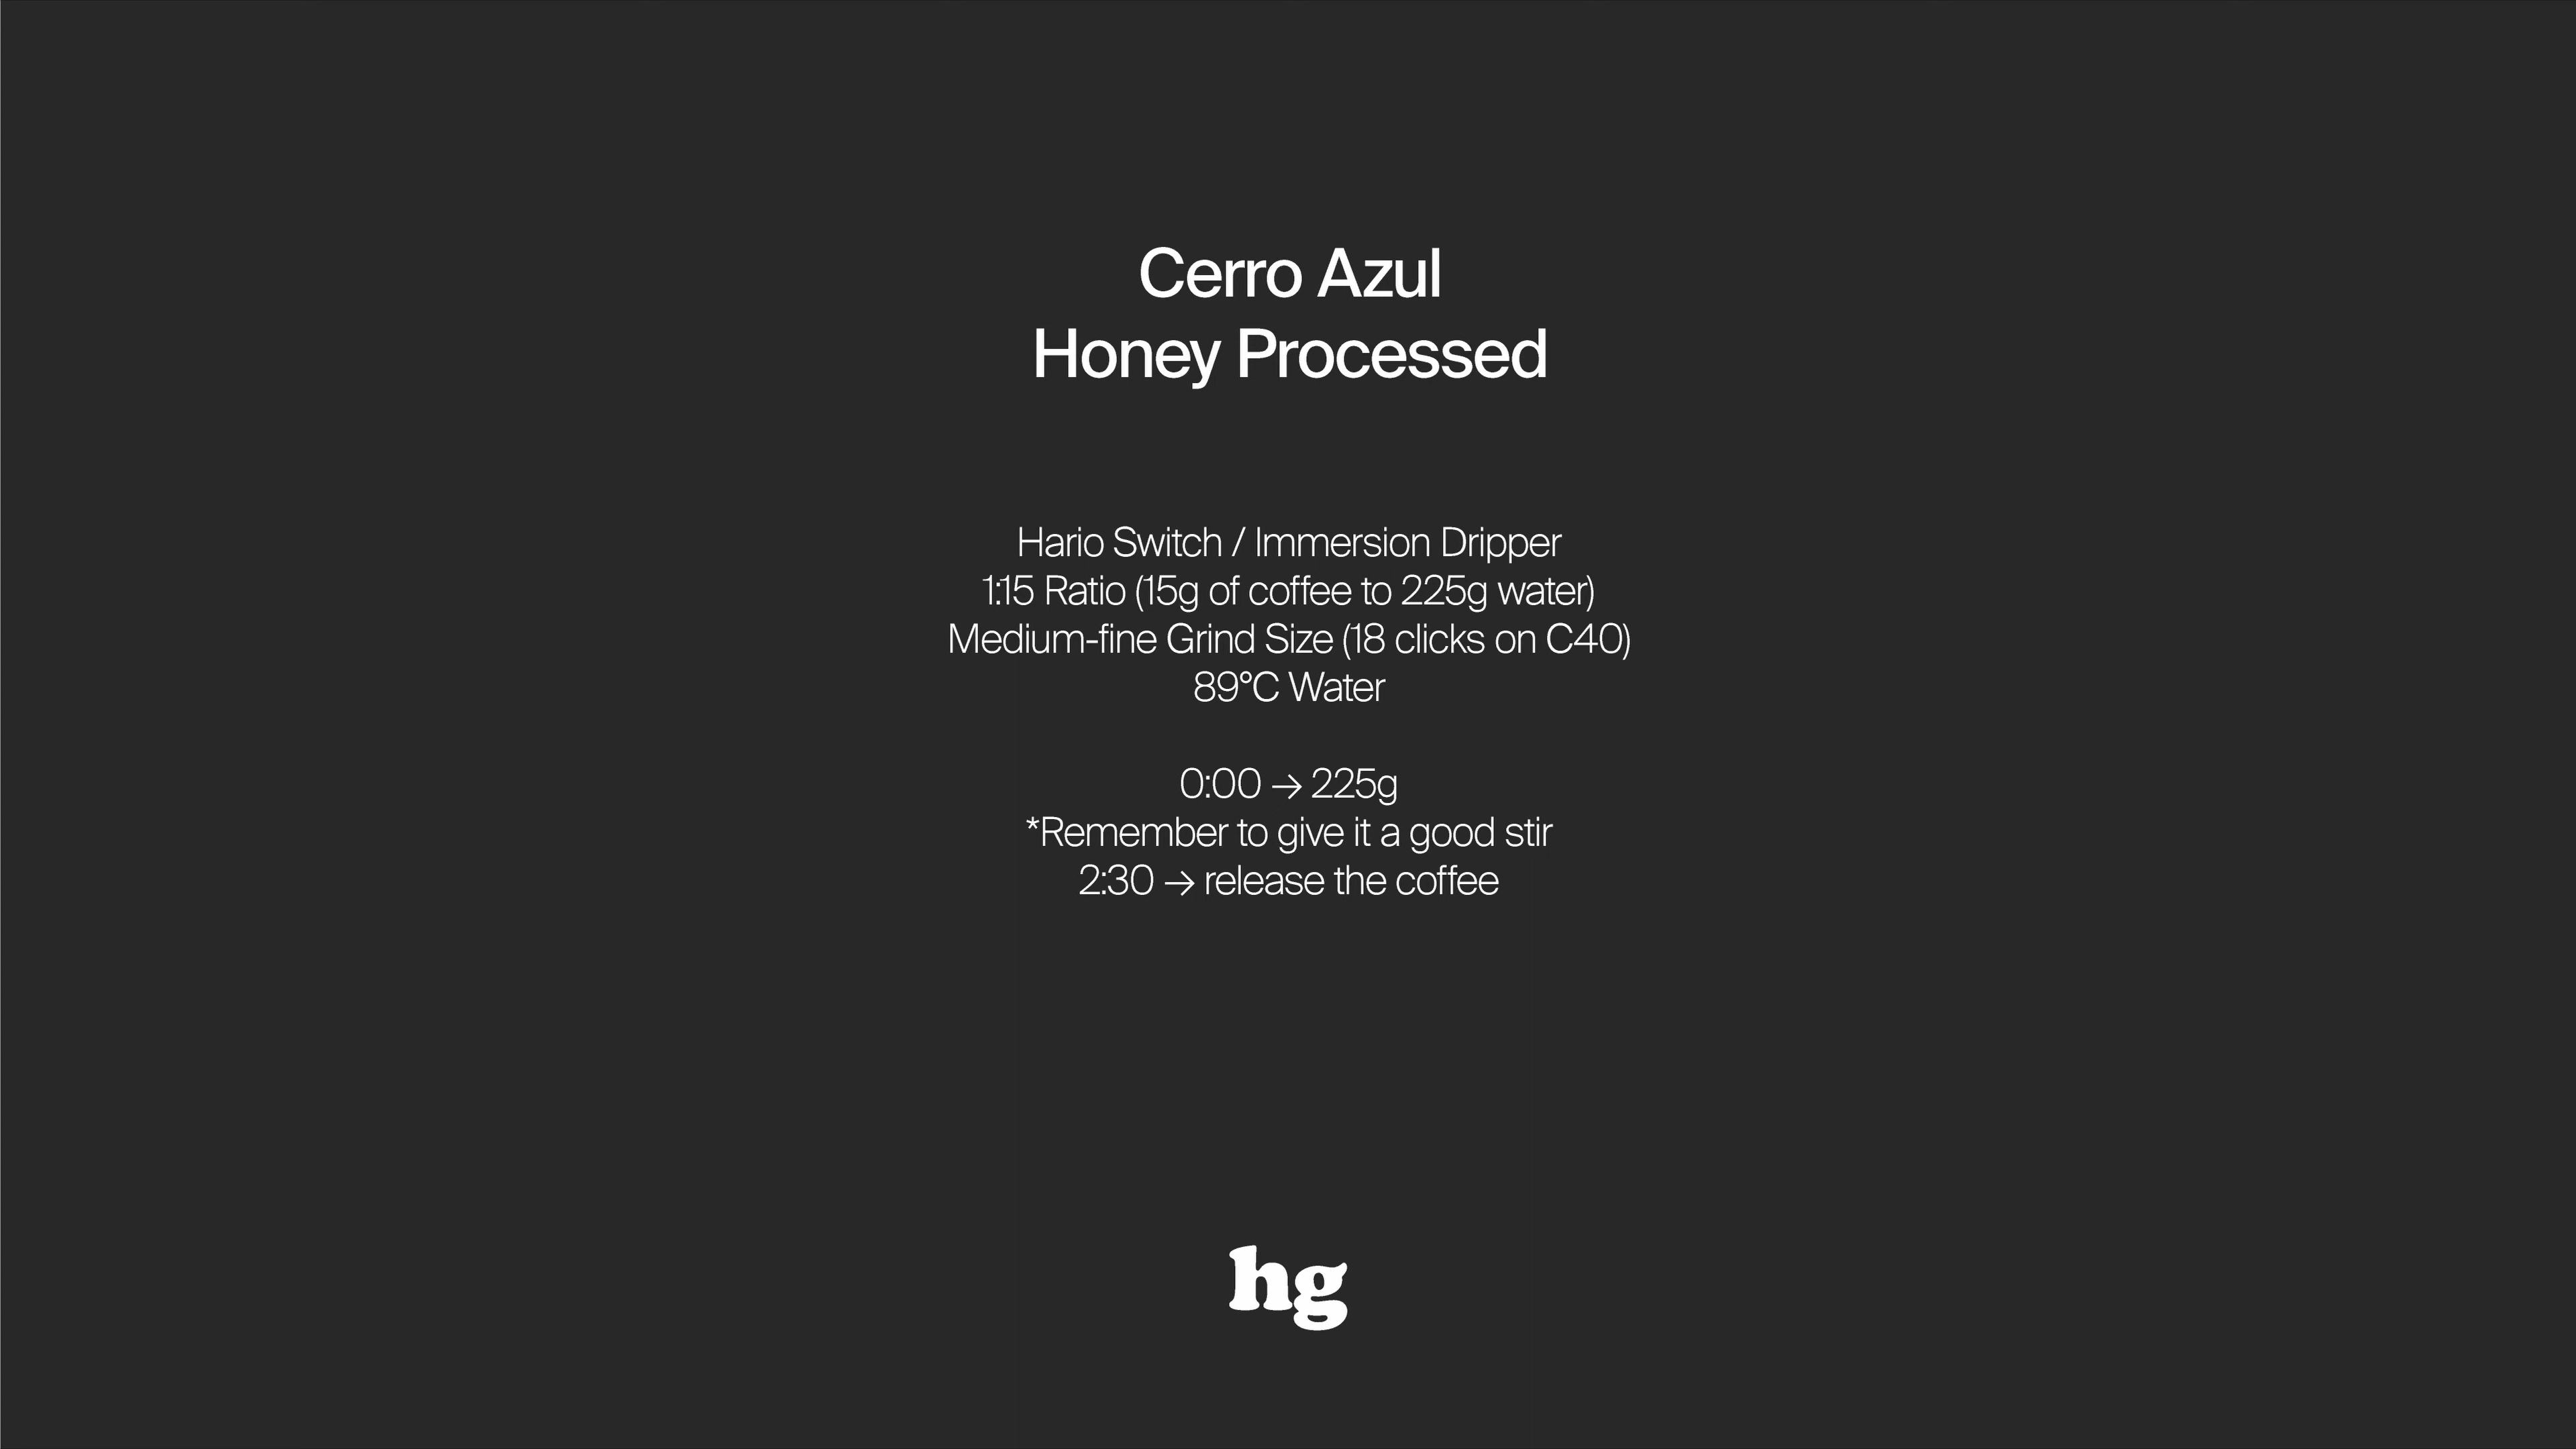 Cerro Azul
Honey Processed
Hario Switch / Immersion Dripper
1:15 Ratio (15g of coffee to 225g water)
Medium-fine Grind Size (18 clicks on C40)
89°C Water
0:00 → 225g
*Remember to give it a good stir
2:30 → release the coffee
hg